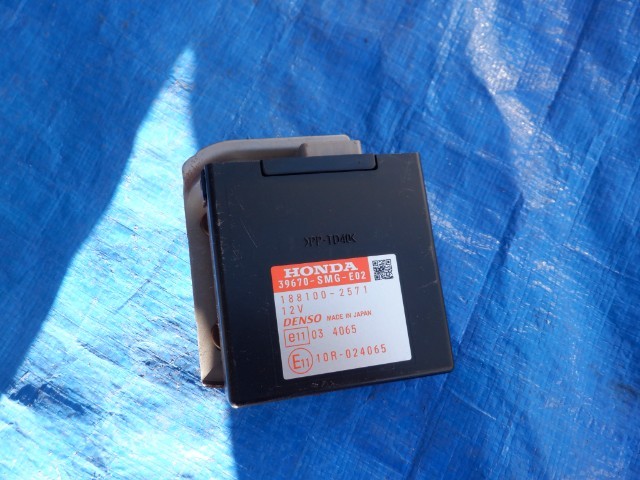 >PP-TD40<
HONDA
39670-SMG-E02
188100-2571
12V
DENSO MADE IN JAPAN
e11 03 4065
E11 10R-024065